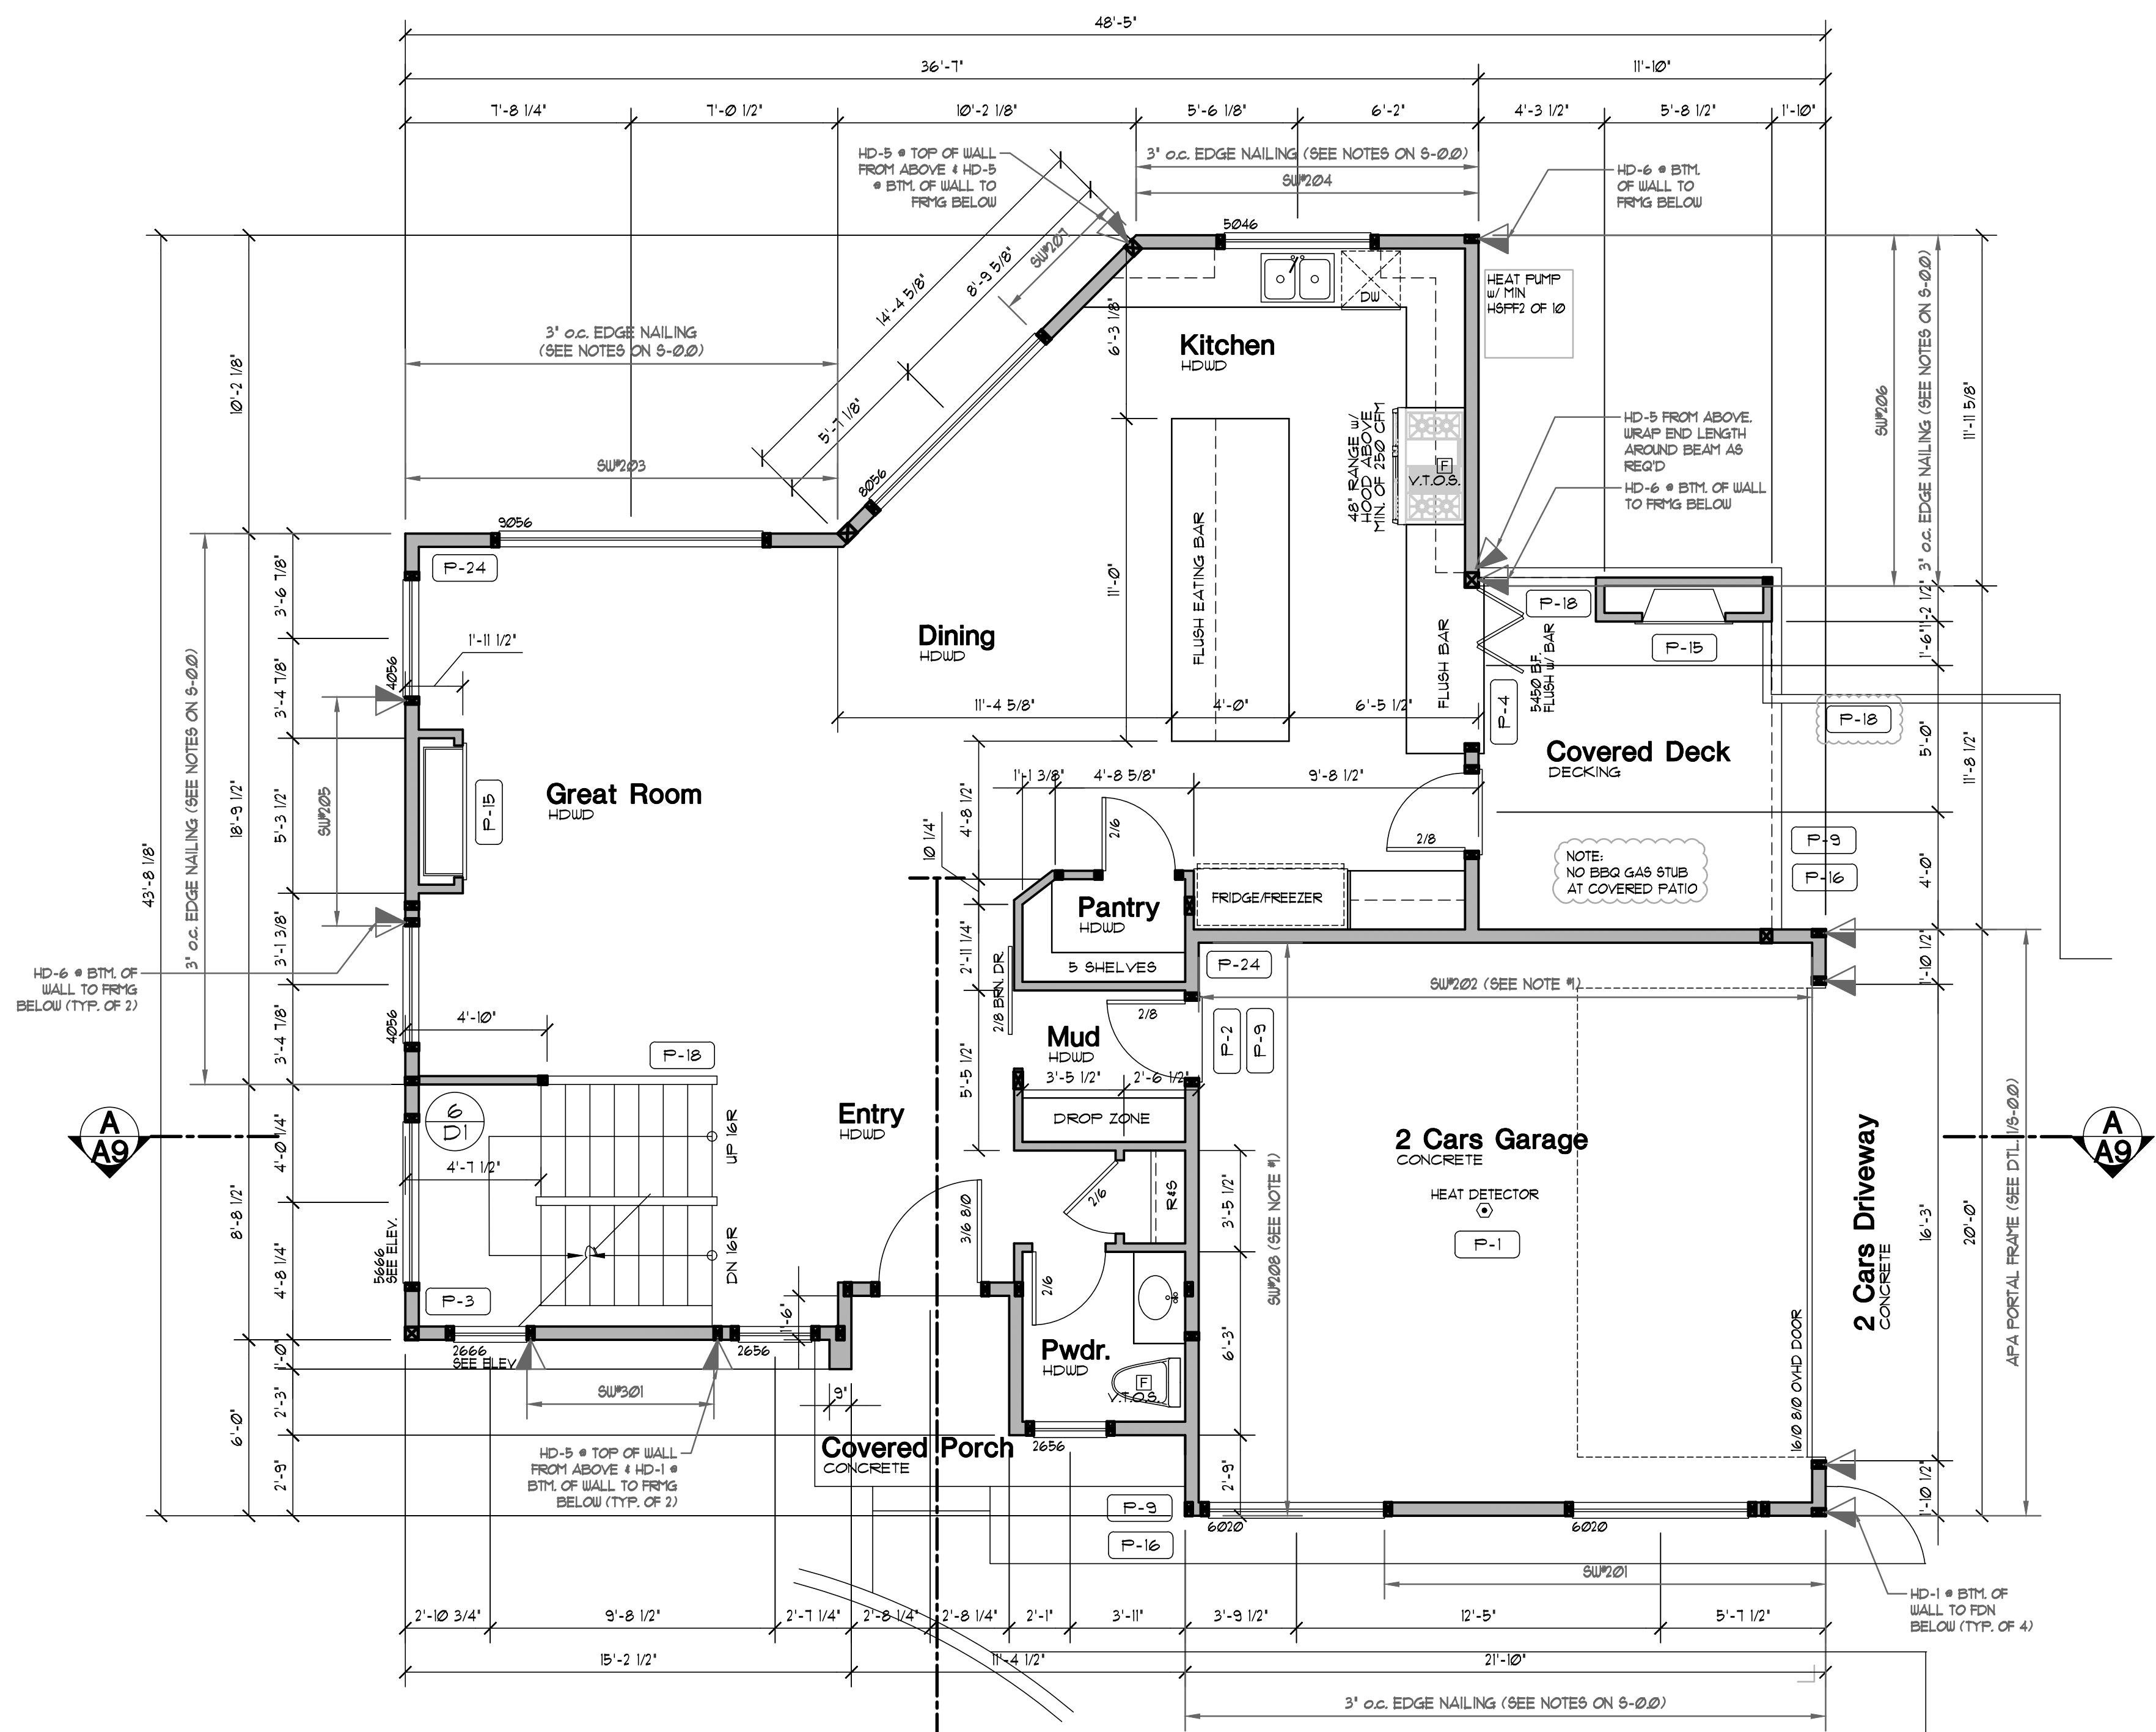 48'-5"
36'-7"
11'-10"
7'-8 1/4"
7'-0 1/2"
10'-2 1/8"
5'-6 1/8"
6'-2"
4'-3 1/2"
5'-8 1/2"
1'-10"
HD-5 @ TOP OF WALL
FROM ABOVE & HD-5
@ BTM. OF WALL TO
FRMG BELOW
3" o.c. EDGE NAILING (SEE NOTES ON S-0.0)
SW#204
HD-6 @ BTM.
OF WALL TO
FRMG BELOW
5046
SW#207
8'-9 5/8"
14'-4 5/8"
5'-7 1/8"
8056
3" o.c. EDGE NAILING
(SEE NOTES ON S-0.0)
SW#203
10'-2 1/8"
6'-3 1/8"
DW
HEAT PUMP
w/ MIN
HSPF2 OF 10
Kitchen
HDWD
48" RANGE w/
HOOD ABOVE
MIN. OF 250 CFM
F
V.T.O.S.
HD-5 FROM ABOVE.
WRAP END LENGTH
AROUND BEAM AS
REQ'D
HD-6 @ BTM. OF WALL
TO FRMG BELOW
SW#206
3" o.c. EDGE NAILING (SEE NOTES ON S-0.0)
11'-11 5/8"
9056
P-24
3'-6 7/8"
1'-11 1/2"
4056
3'-4 7/8"
Dining
HDWD
11'-0"
FLUSH EATING BAR
FLUSH BAR
P-18
P-15
5450 B.F.
FLUSH w/ BAR
P-4
1'-2 1/2"
1'-6"
P-18
5'-0"
11'-8 1/2"
11'-4 5/8"
4'-0"
6'-5 1/2"
Covered Deck
DECKING
3" o.c. EDGE NAILING (SEE NOTES ON S-0.0)
18'-9 1/2"
43'-8 1/8"
5'-3 1/2"
SW#205
P-15
Great Room
HDWD
1'-1 3/8"
4'-8 5/8"
9'-8 1/2"
4'-8 1/2"
10 1/4"
2/6
2/8
P-9
P-16
NOTE:
NO BBQ GAS STUB
AT COVERED PATIO
4'-0"
3'-1 3/8"
Pantry
HDWD
FRIDGE/FREEZER
5 SHELVES
2'-11 1/4"
2/8 BRN. DR.
P-24
SW#202 (SEE NOTE #1)
1'-10 1/2"
HD-6 @ BTM. OF
WALL TO FRMG
BELOW (TYP. OF 2)
4056
3'-4 7/8"
4'-10"
P-18
Mud
HDWD
2/8
P-2
P-9
5'-5 1/2"
3'-5 1/2"
2'-6 1/2"
DROP ZONE
Entry
HDWD
6
D1
UP 16R
A
A9
4'-0 1/4"
4'-7 1/2"
8'-8 1/2"
2 Cars Garage
CONCRETE
HEAT DETECTOR
P-1
SW#208 (SEE NOTE #1)
2 Cars Driveway
CONCRETE
APA PORTAL FRAME (SEE DTL. 1/S-0.0)
A
A9
16'-3"
20'-0"
2/6
R&S
3'-5 1/2"
3/6 8/0
5666
SEE ELEV.
4'-8 1/4"
DN 16R
P-3
1'-6"
2/6
6'-3"
Pwdr.
HDWD
F
V.T.O.S.
16/0 8/0 OVHD DOOR
2666
SEE ELEV.
2656
1'-0"
2'-3"
6'-0"
2'-9"
SW#301
9"
HD-5 @ TOP OF WALL
FROM ABOVE & HD-1 @
BTM. OF WALL TO FRMG
BELOW (TYP. OF 2)
Covered Porch
CONCRETE
2656
2'-9"
1'-10 1/2"
P-9
P-16
6020
6020
SW#201
HD-1 @ BTM. OF
WALL TO FDN
BELOW (TYP. OF 4)
2'-10 3/4"
9'-8 1/2"
2'-7 1/4"
2'-8 1/4"
2'-8 1/4"
2'-1"
3'-11"
3'-9 1/2"
12'-5"
5'-7 1/2"
15'-2 1/2"
11'-4 1/2"
21'-10"
3" o.c. EDGE NAILING (SEE NOTES ON S-0.0)